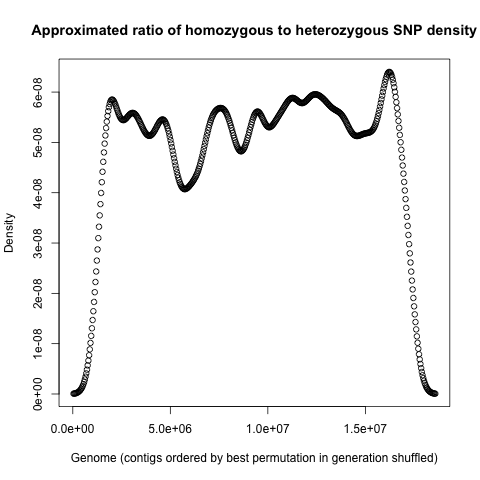 Approximated ratio of homozygous to heterozygous SNP density
6e-08
5e-08
4e-08
3e-08
2e-08
1e-08
0e+00
Density
0.0e+00 5.0e+06 1.0e+07 1.5e+07
Genome (contigs ordered by best permutation in generation shuffled)